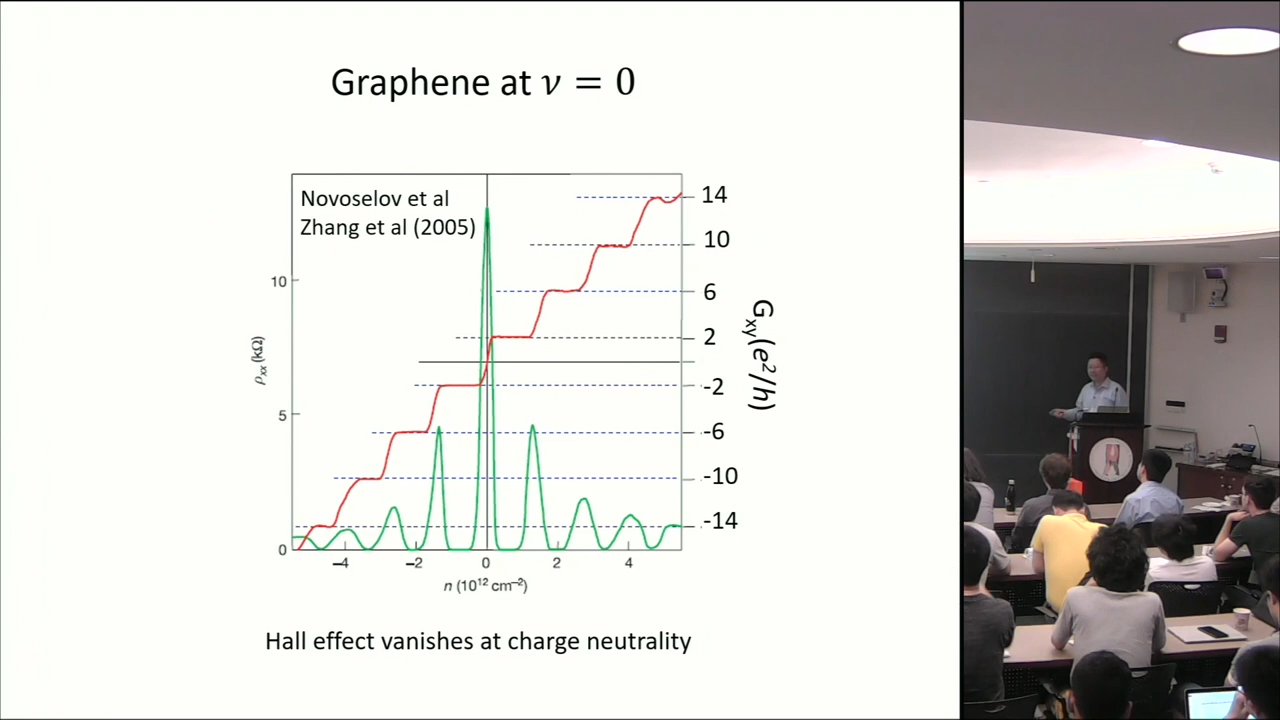 Graphene at ν = 0
Novoselov et al
Zhang et al (2005)
10
5
0
ρxx (kΩ)
−4
−2
0
2
4
n (10¹² cm⁻²)
14
10
6
2
-2
-6
-10
-14
Gxy(e²/h)
Hall effect vanishes at charge neutrality